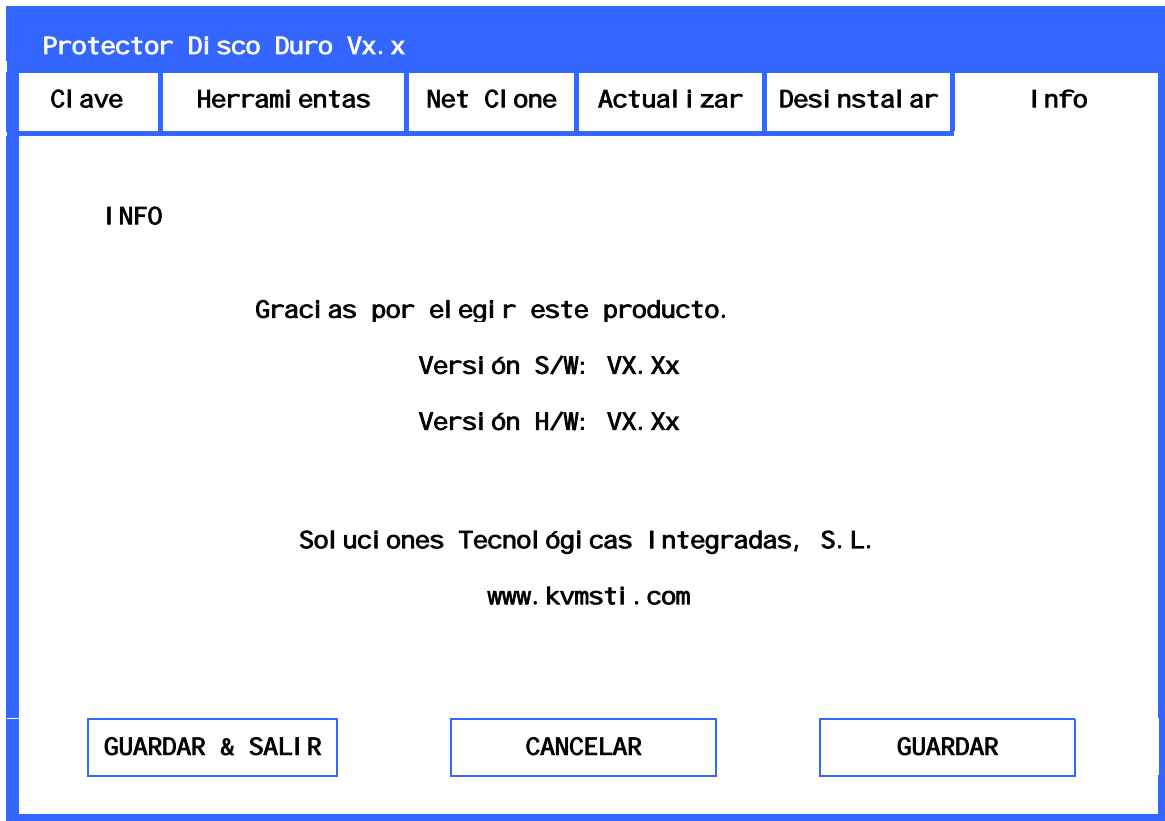 Protector Disco Duro Vx.x
Clave Herramientas Net Clone Actualizar Desinstalar Info
INFO
Gracias por elegir este producto.
Versión S/W: VX.Xx
Versión H/W: VX.Xx
Soluciones Tecnológicas Integradas, S.L.
www.kvmsti.com
GUARDAR & SALIR CANCELAR GUARDAR